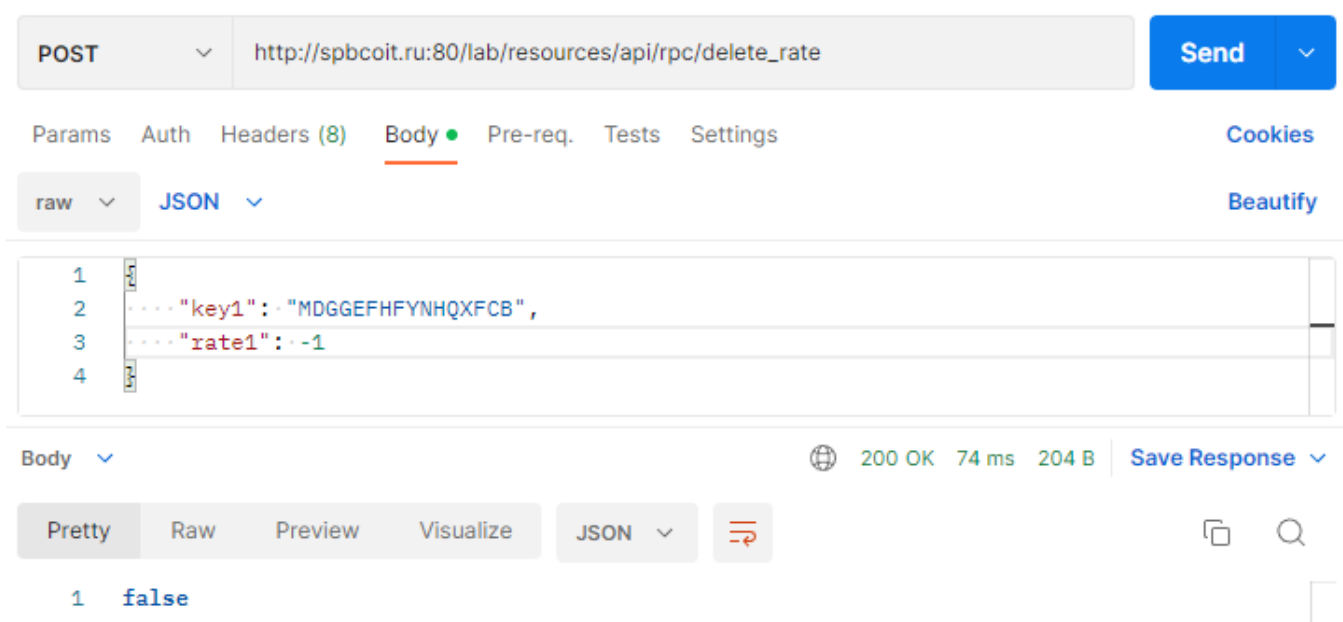 POST http://spbcoit.ru:80/lab/resources/api/rpc/delete_rate Send
Params Auth Headers (8) Body Pre-req. Tests Settings Cookies
raw JSON Beautify
1 {
2 "key1": "MDGGEFHFYNHQXFCB",
3 "rate1": -1
4 }
Body 200 OK 74 ms 204 B Save Response
Pretty Raw Preview Visualize JSON
1 false